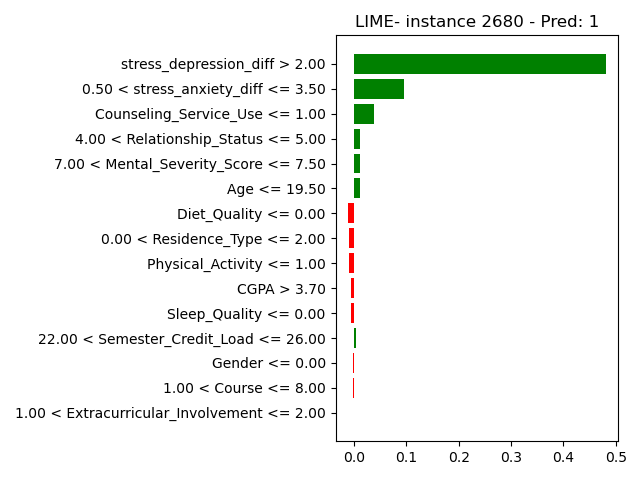 LIME- instance 2680 - Pred: 1
stress_depression_diff > 2.00
0.50 < stress_anxiety_diff <= 3.50
Counseling_Service_Use <= 1.00
4.00 < Relationship_Status <= 5.00
7.00 < Mental_Severity_Score <= 7.50
Age <= 19.50
Diet_Quality <= 0.00
0.00 < Residence_Type <= 2.00
Physical_Activity <= 1.00
CGPA > 3.70
Sleep_Quality <= 0.00
22.00 < Semester_Credit_Load <= 26.00
Gender <= 0.00
1.00 < Course <= 8.00
1.00 < Extracurricular_Involvement <= 2.00
0.0 0.1 0.2 0.3 0.4 0.5